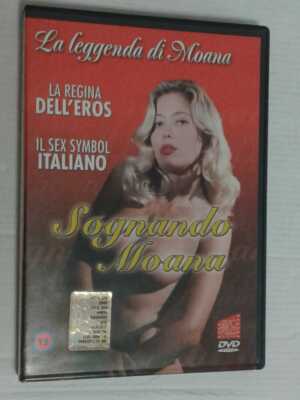 La leggenda di Moana
LA REGINA
DELL'EROS
IL SEX SYMBOL
ITALIANO
Sognando
Moana
DVD